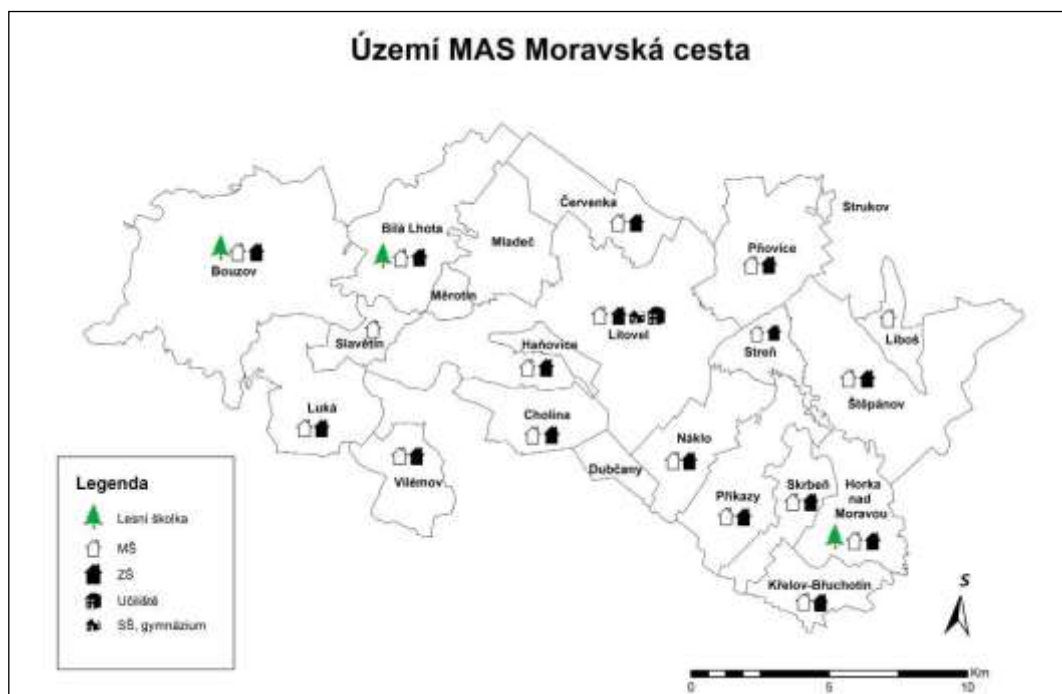 Území MAS Moravská cesta
Červenka
Strukov
Bílá Lhota
Mladeč
Pňovice
Bouzov
Měrotín
Litovel
Slavětín
Haňovice
Streň
Liboš
Štěpánov
Luká
Cholina
Náklo
Dubčany
Vilémov
Příkazy
Skrbeň
Horka
nad
Moravou
Křelov-Břuchotín
Legenda
Lesní školka
MŠ
ZŠ
Učiliště
SŠ, gymnázium
S
Km
0 5 10